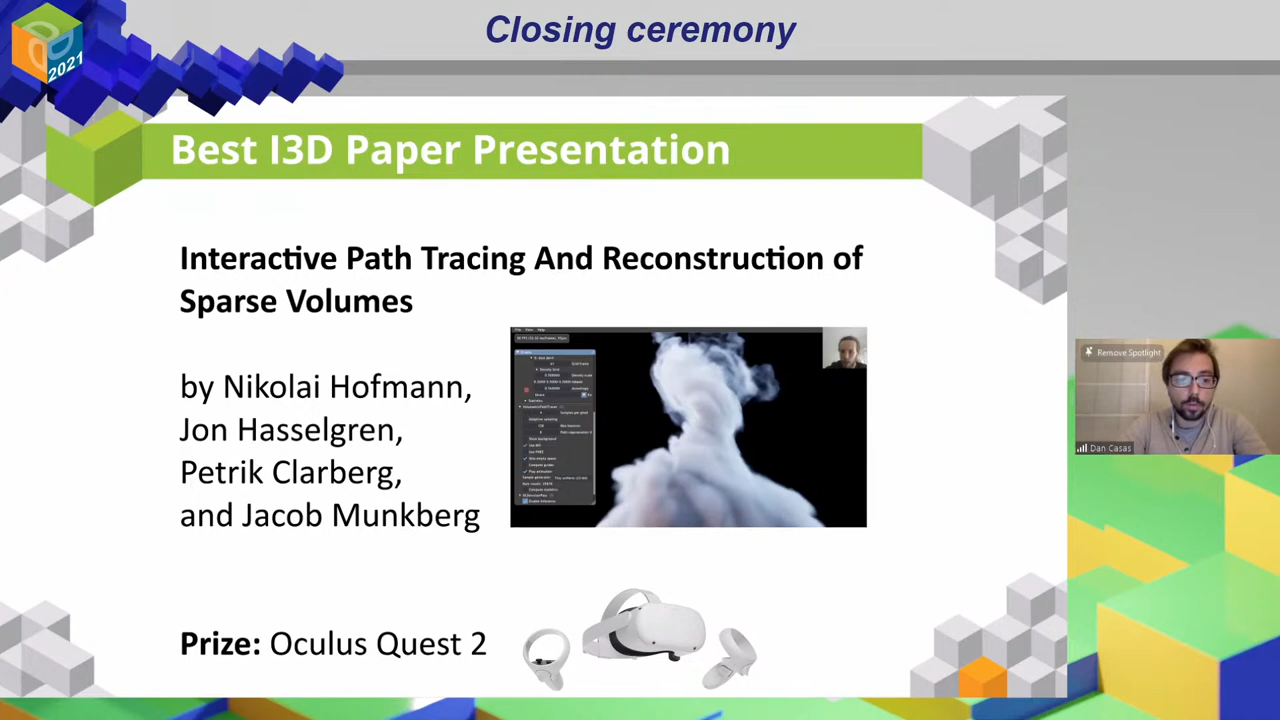 Closing ceremony
2021
Best I3D Paper Presentation
Interactive Path Tracing And Reconstruction of
Sparse Volumes
by Nikolai Hofmann,
Jon Hasselgren,
Petrik Clarberg,
and Jacob Munkberg
Remove Spotlight
Dan Casas
Prize: Oculus Quest 2